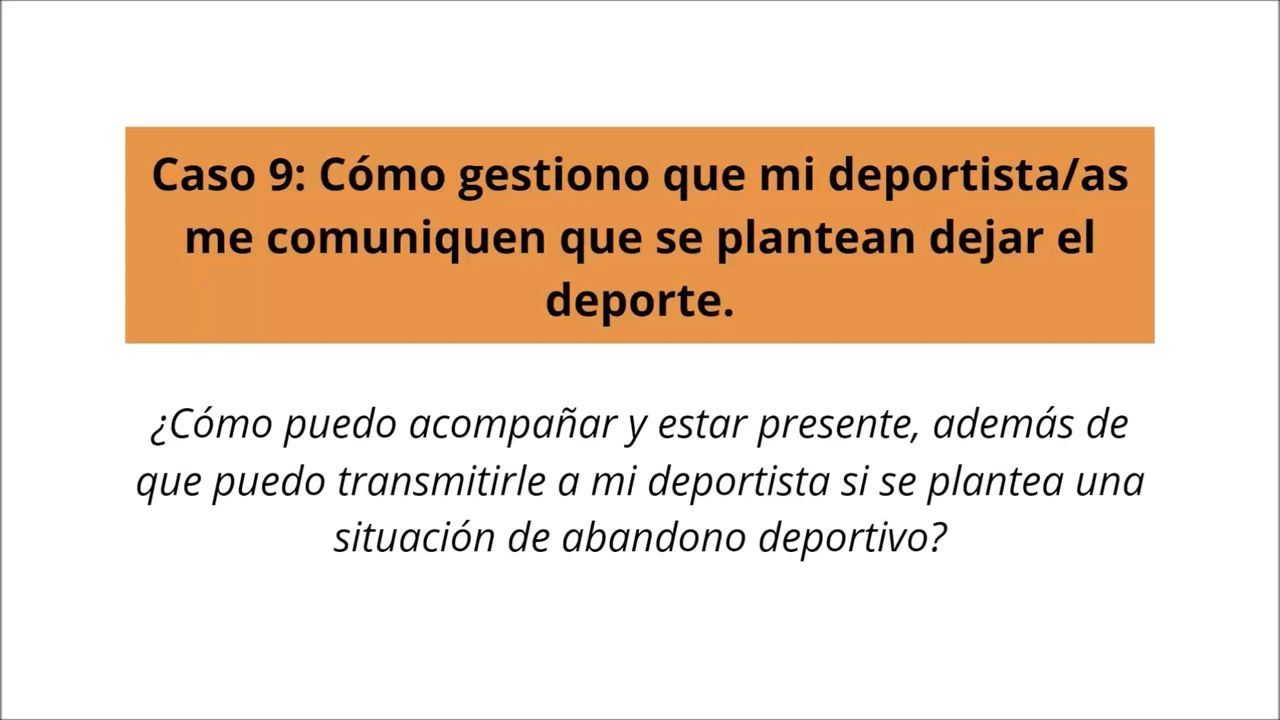 Caso 9: Cómo gestiono que mi deportista/as
me comuniquen que se plantean dejar el
deporte.
¿Cómo puedo acompañar y estar presente, además de
que puedo transmitirle a mi deportista si se plantea una
situación de abandono deportivo?